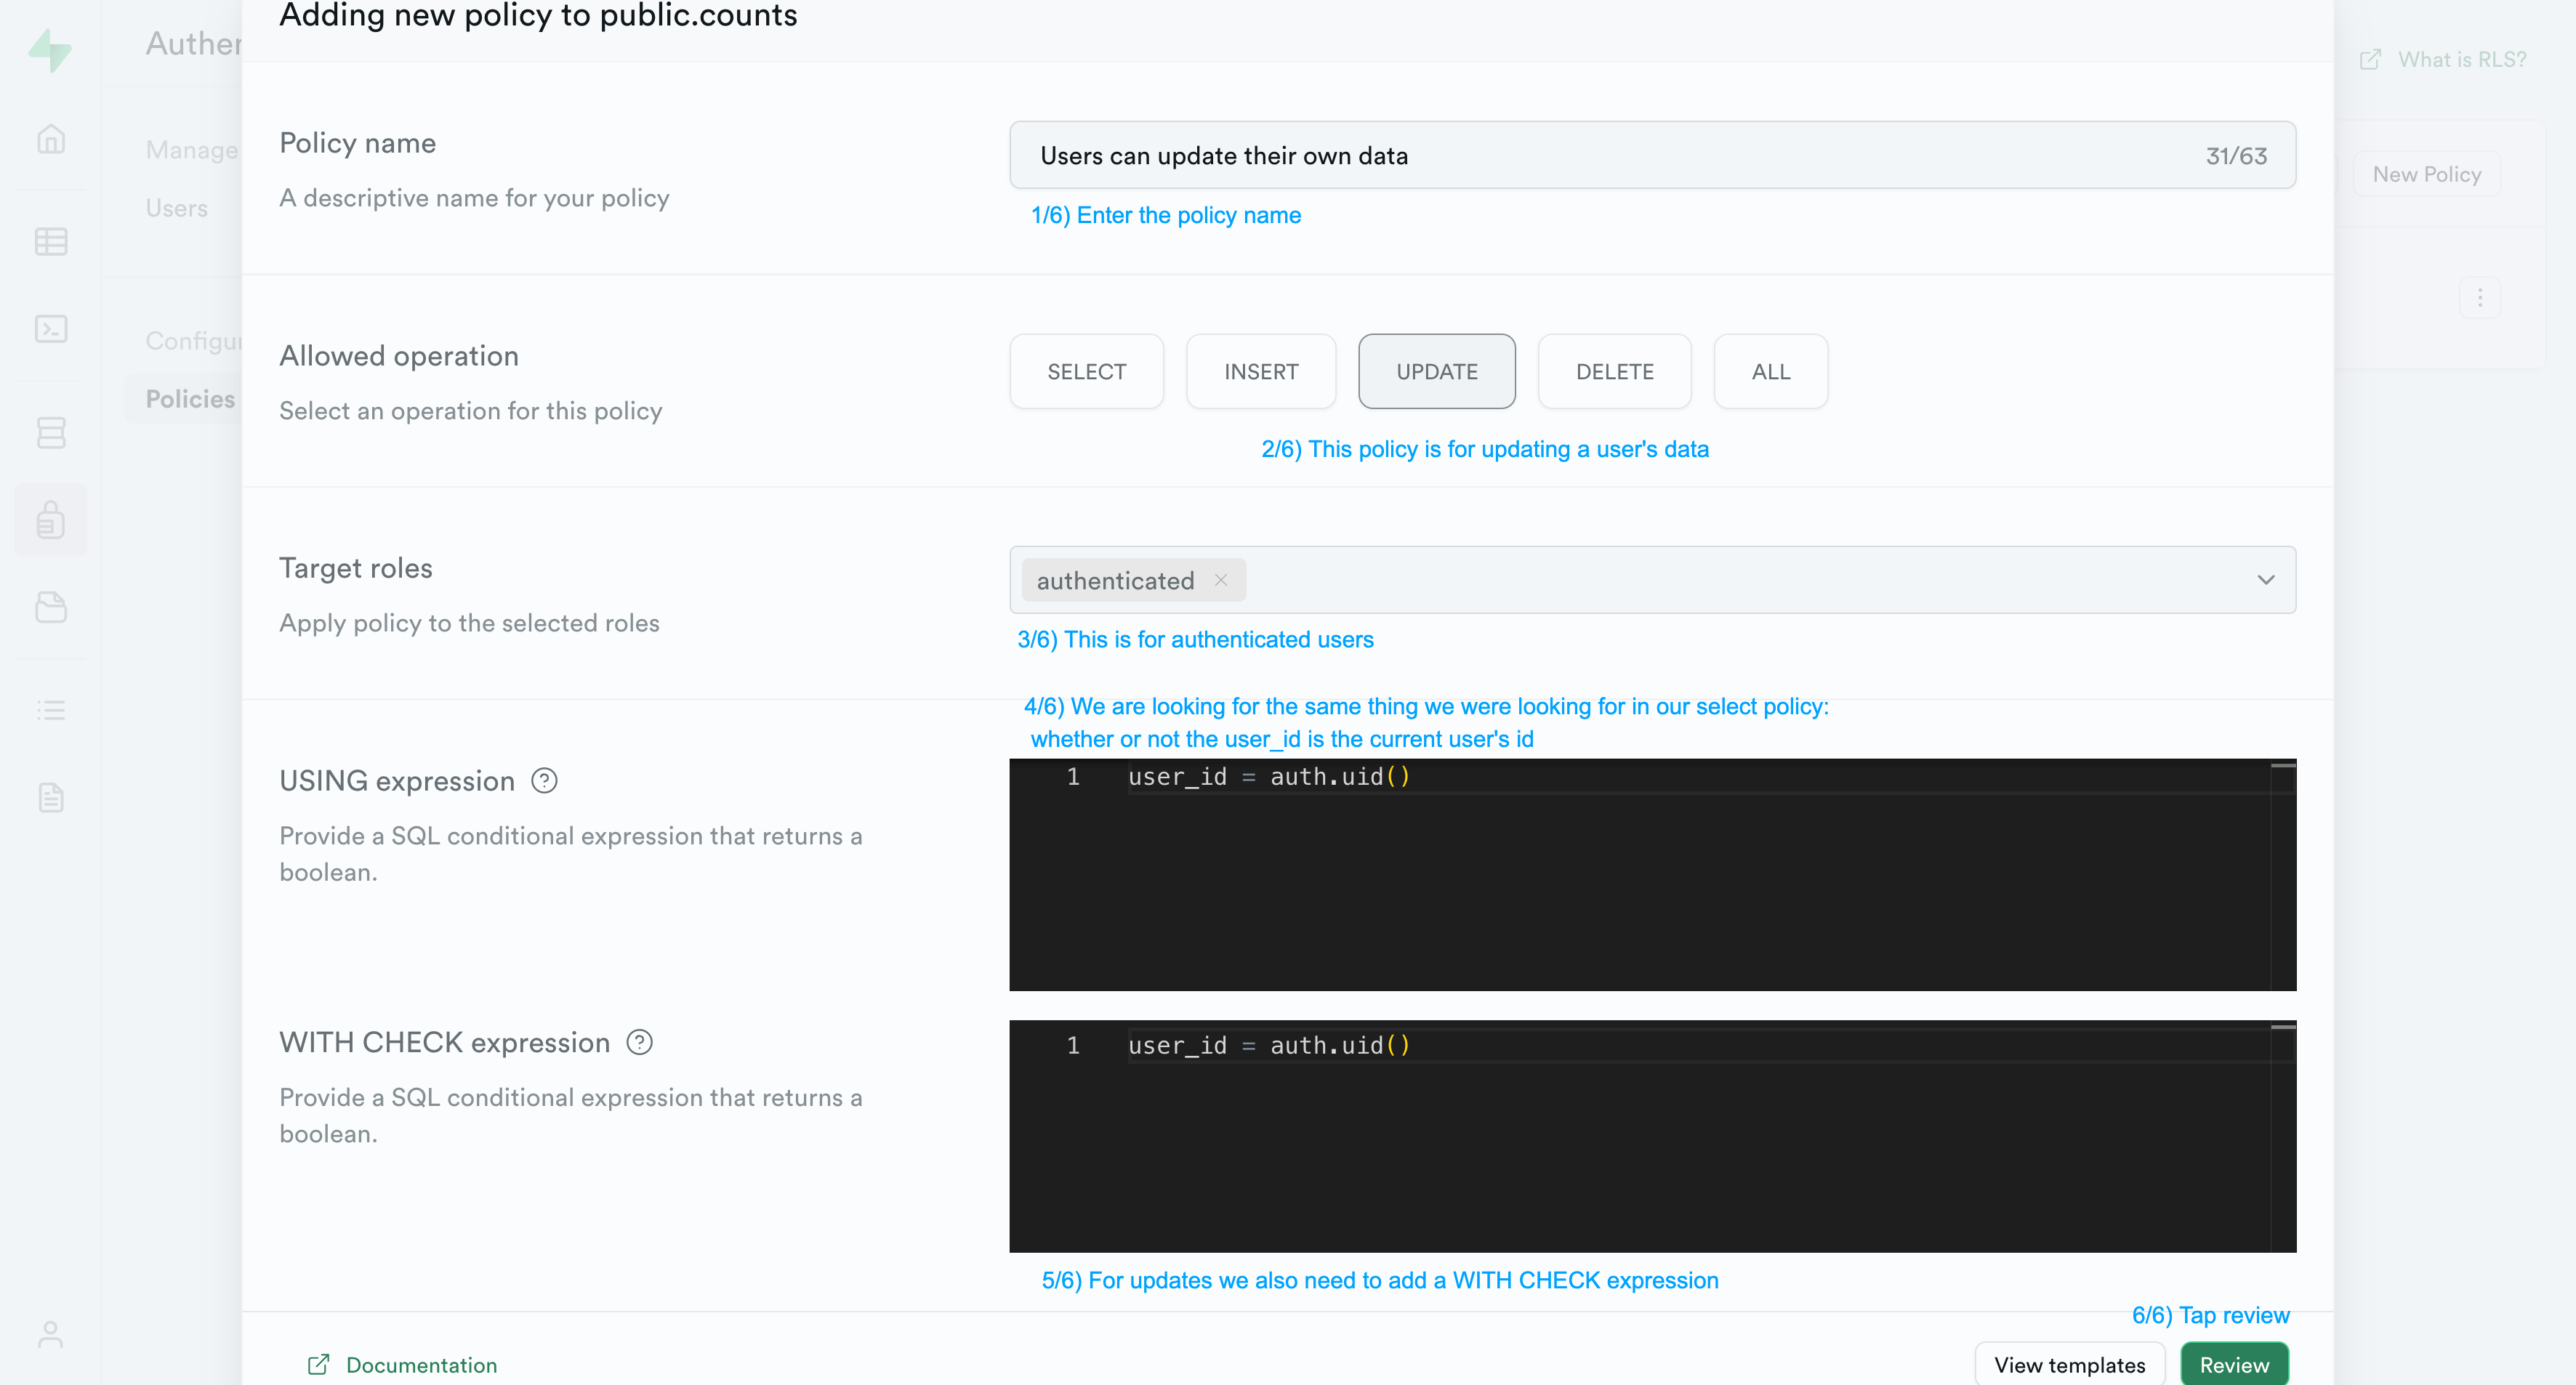 Adding new policy to public.counts
Authen
What is RLS?
Manage
Users
Configur
Policies
New Policy
Policy name
A descriptive name for your policy
Users can update their own data
31/63
1/6) Enter the policy name
Allowed operation
Select an operation for this policy
SELECT
INSERT
UPDATE
DELETE
ALL
2/6) This policy is for updating a user's data
Target roles
Apply policy to the selected roles
authenticated
3/6) This is for authenticated users
4/6) We are looking for the same thing we were looking for in our select policy:
whether or not the user_id is the current user's id
USING expression
Provide a SQL conditional expression that returns a
boolean.
1 user_id = auth.uid()
WITH CHECK expression
Provide a SQL conditional expression that returns a
boolean.
1 user_id = auth.uid()
5/6) For updates we also need to add a WITH CHECK expression
6/6) Tap review
Documentation
View templates
Review